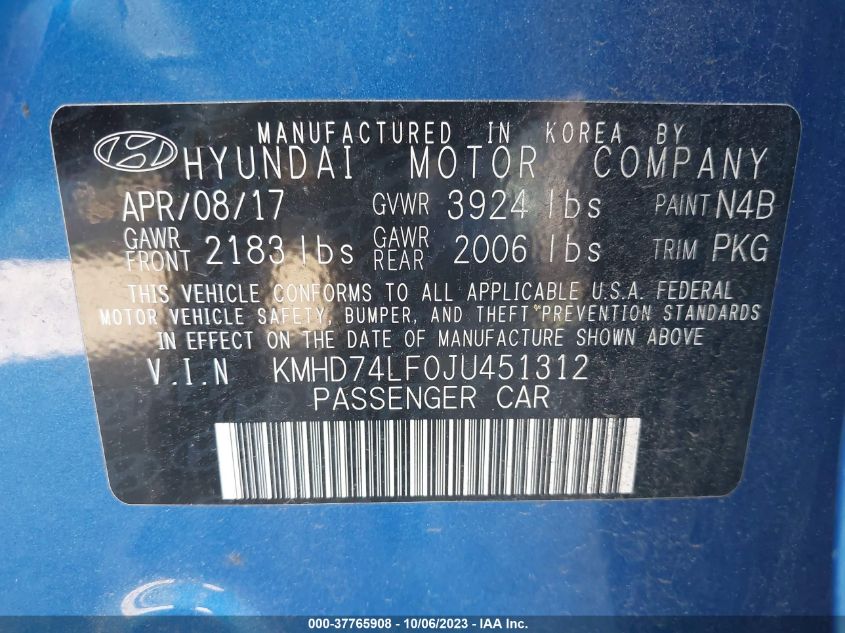 MANUFACTURED IN KOREA BY
HYUNDAI MOTOR COMPANY
APR/08/17 GVWR 3924 lbs PAINT N4B
GAWR FRONT 2183 lbs GAWR REAR 2006 lbs TRIM PKG
THIS VEHICLE CONFORMS TO ALL APPLICABLE U.S.A. FEDERAL
MOTOR VEHICLE SAFETY, BUMPER, AND THEFT PREVENTION STANDARDS
IN EFFECT ON THE DATE OF MANUFACTURE SHOWN ABOVE
V.I.N KMHD74LF0JU451312
PASSENGER CAR
000-37765908 - 10/06/2023 - Copyright IAA, Inc.